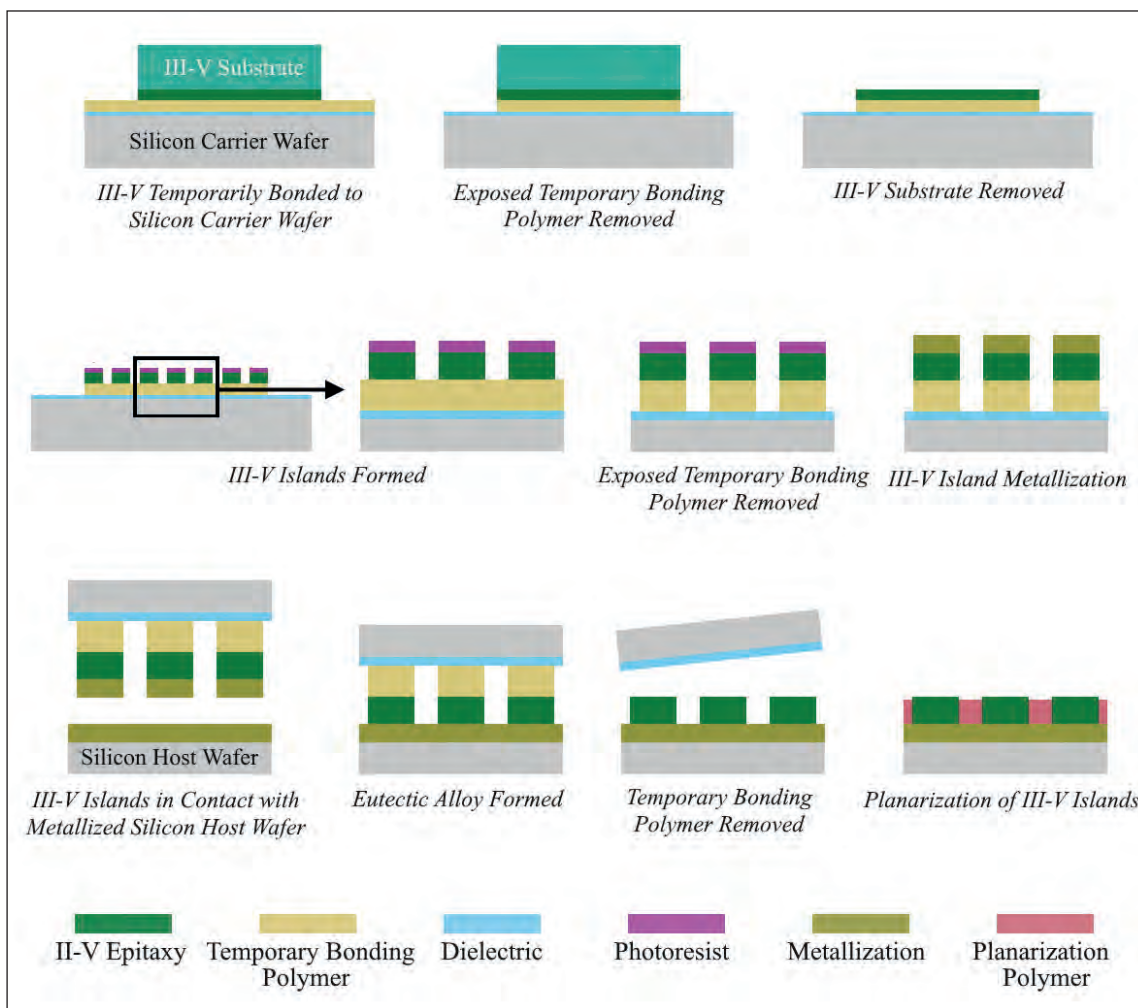 III-V Substrate
Silicon Carrier Wafer
III-V Temporarily Bonded to
Silicon Carrier Wafer
Exposed Temporary Bonding
Polymer Removed
III-V Substrate Removed
III-V Islands Formed
Exposed Temporary Bonding
Polymer Removed
III-V Island Metallization
Silicon Host Wafer
III-V Islands in Contact with
Metallized Silicon Host Wafer
Eutectic Alloy Formed
Temporary Bonding
Polymer Removed
Planarization of III-V Islands
II-V Epitaxy
Temporary Bonding
Polymer
Dielectric
Photoresist
Metallization
Planarization
Polymer